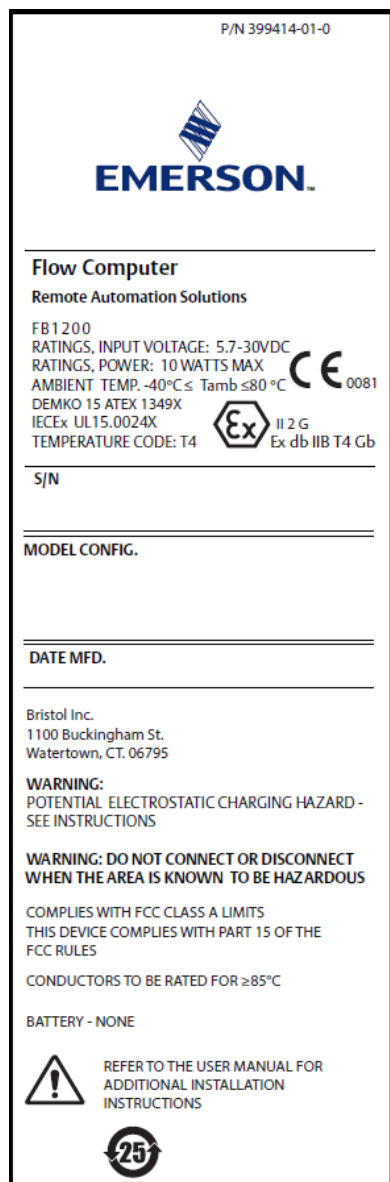 P/N 399414-01-0
EMERSON™
Flow Computer
Remote Automation Solutions
FB1200
RATINGS, INPUT VOLTAGE: 5.7-30VDC
RATINGS, POWER: 10 WATTS MAX
AMBIENT TEMP. -40°C ≤ Tamb ≤80 °C
CE 0081
DEMKO 15 ATEX 1349X
IECEx UL15.0024X
TEMPERATURE CODE: T4
Ex II 2 G
Ex db IIB T4 Gb
S/N
MODEL CONFIG.
DATE MFD.
Bristol Inc.
1100 Buckingham St.
Watertown, CT. 06795
WARNING:
POTENTIAL ELECTROSTATIC CHARGING HAZARD -
SEE INSTRUCTIONS
WARNING: DO NOT CONNECT OR DISCONNECT
WHEN THE AREA IS KNOWN TO BE HAZARDOUS
COMPLIES WITH FCC CLASS A LIMITS
THIS DEVICE COMPLIES WITH PART 15 OF THE
FCC RULES
CONDUCTORS TO BE RATED FOR ≥85°C
BATTERY - NONE
REFER TO THE USER MANUAL FOR
ADDITIONAL INSTALLATION
INSTRUCTIONS
25